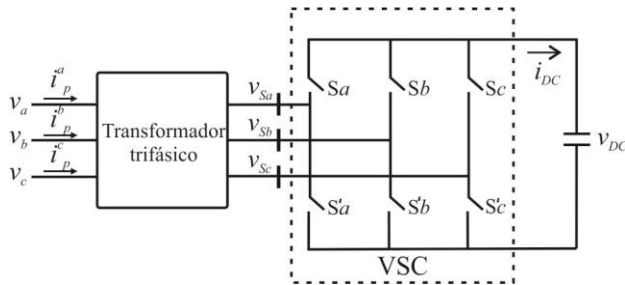 v_a
v_b
v_c
i_p^a
i_p^b
i_p^c
Transformador
trifásico
v_Sa
v_Sb
v_Sc
Sa
Sb
Sc
S'a
S'b
S'c
VSC
i_DC
v_DC